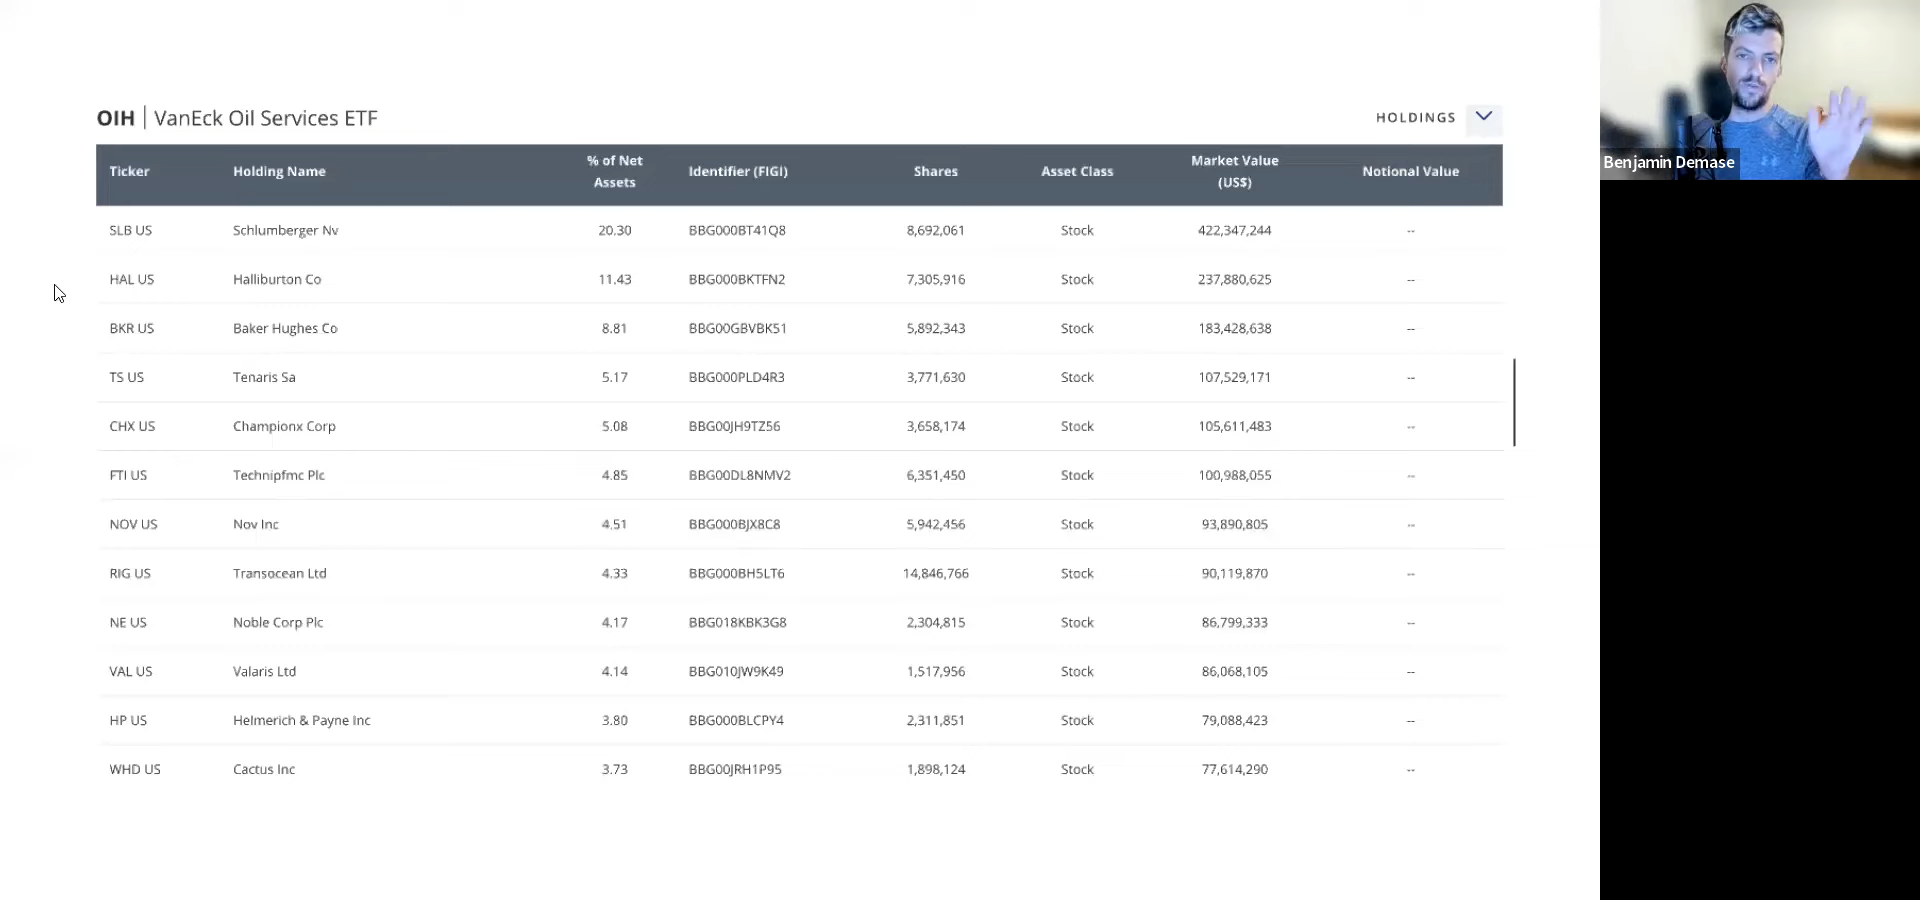 OIH | VanEck Oil Services ETF
HOLDINGS
Ticker Holding Name % of Net Assets Identifier (FIGI) Shares Asset Class Market Value (US$) Notional Value
SLB US Schlumberger Nv 20.30 BBG000BT41Q8 8,692,061 Stock 422,347,244 --
HAL US Halliburton Co 11.43 BBG000BKTFN2 7,305,916 Stock 237,880,625 --
BKR US Baker Hughes Co 8.81 BBG00GBVBK51 5,892,343 Stock 183,428,638 --
TS US Tenaris Sa 5.17 BBG000PLD4R3 3,771,630 Stock 107,529,171 --
CHX US Championx Corp 5.08 BBG00JH9TZ56 3,658,174 Stock 105,611,483 --
FTI US Technipfmc Plc 4.85 BBG00DL8NMV2 6,351,450 Stock 100,988,055 --
NOV US Nov Inc 4.51 BBG000BJX8C8 5,942,456 Stock 93,890,805 --
RIG US Transocean Ltd 4.33 BBG000BH5LT6 14,846,766 Stock 90,119,870 --
NE US Noble Corp Plc 4.17 BBG018KBK3G8 2,304,815 Stock 86,799,333 --
VAL US Valaris Ltd 4.14 BBG010JW9K49 1,517,956 Stock 86,068,105 --
HP US Helmerich & Payne Inc 3.80 BBG000BLCPY4 2,311,851 Stock 79,088,423 --
WHD US Cactus Inc 3.73 BBG00JRH1P95 1,898,124 Stock 77,614,290 --
Benjamin Demase